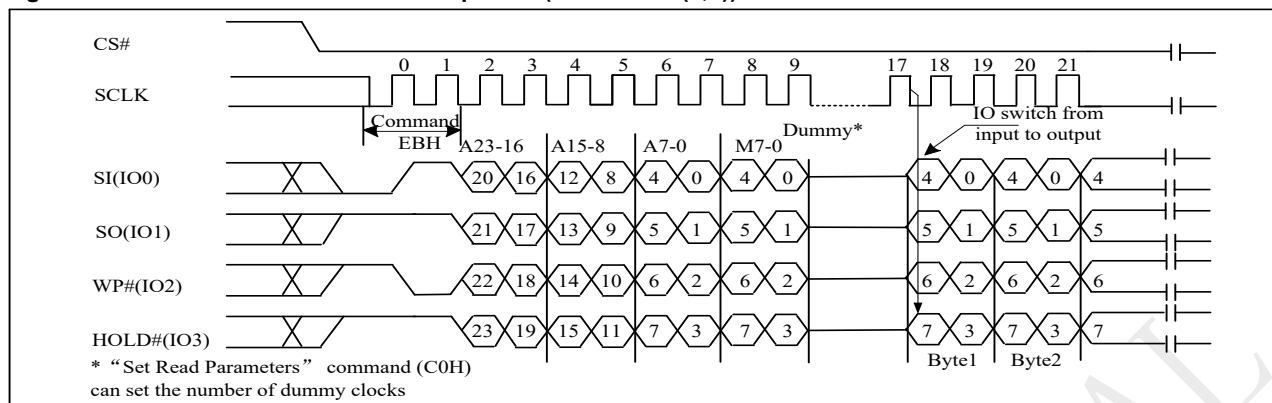 CS#
0 1 2 3 4 5 6 7 8 9 17 18 19 20 21
SCLK
Command
EBH
Dummy*
IO switch from
input to output
A23-16 A15-8 A7-0 M7-0
SI(IO0) 20 16 12 8 4 0 4 0 4 0 4 0 4
SO(IO1) 21 17 13 9 5 1 5 1 5 1 5 1 5
WP#(IO2) 22 18 14 10 6 2 6 2 6 2 6 2 6
HOLD#(IO3) 23 19 15 11 7 3 7 3 7 3 7 3 7
Byte1 Byte2
* “Set Read Parameters” command (C0H)
can set the number of dummy clocks